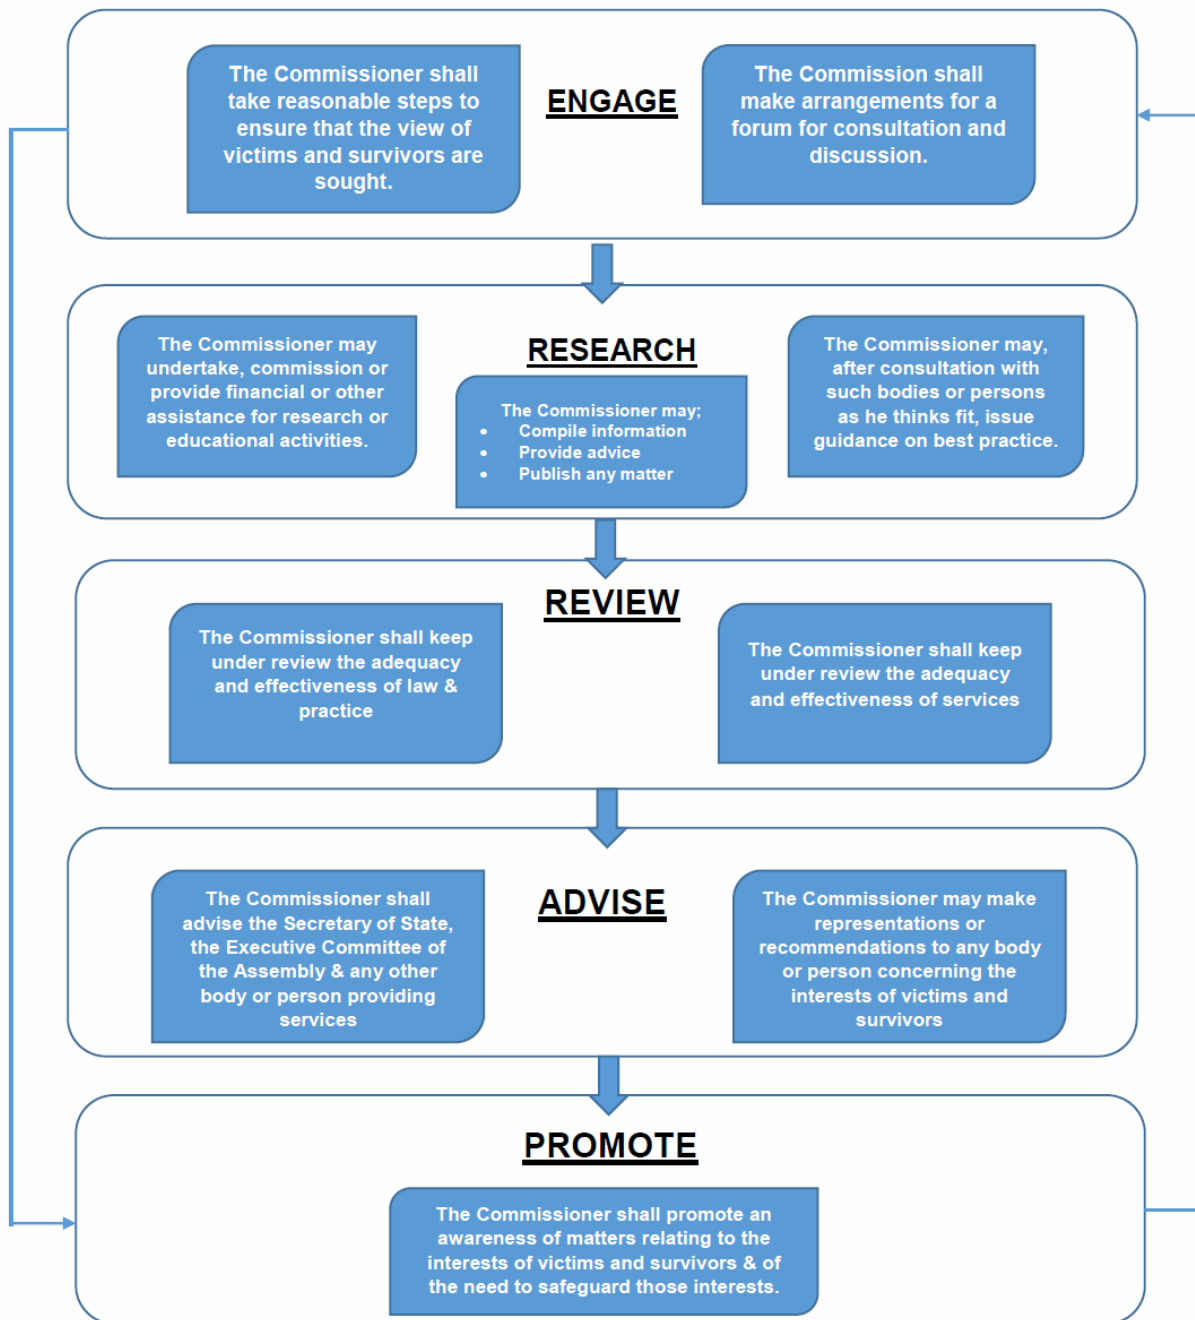 ENGAGE
The Commissioner shall
take reasonable steps to
ensure that the view of
victims and survivors are
sought.
The Commission shall
make arrangements for a
forum for consultation and
discussion.
RESEARCH
The Commissioner may
undertake, commission or
provide financial or other
assistance for research or
educational activities.
The Commissioner may;
• Compile information
• Provide advice
• Publish any matter
The Commissioner may,
after consultation with
such bodies or persons
as he thinks fit, issue
guidance on best practice.
REVIEW
The Commissioner shall keep
under review the adequacy
and effectiveness of law &
practice
The Commissioner shall keep
under review the adequacy
and effectiveness of services
ADVISE
The Commissioner shall
advise the Secretary of State,
the Executive Committee of
the Assembly & any other
body or person providing
services
The Commissioner may make
representations or
recommendations to any body
or person concerning the
interests of victims and
survivors
PROMOTE
The Commissioner shall promote an
awareness of matters relating to the
interests of victims and survivors & of
the need to safeguard those interests.